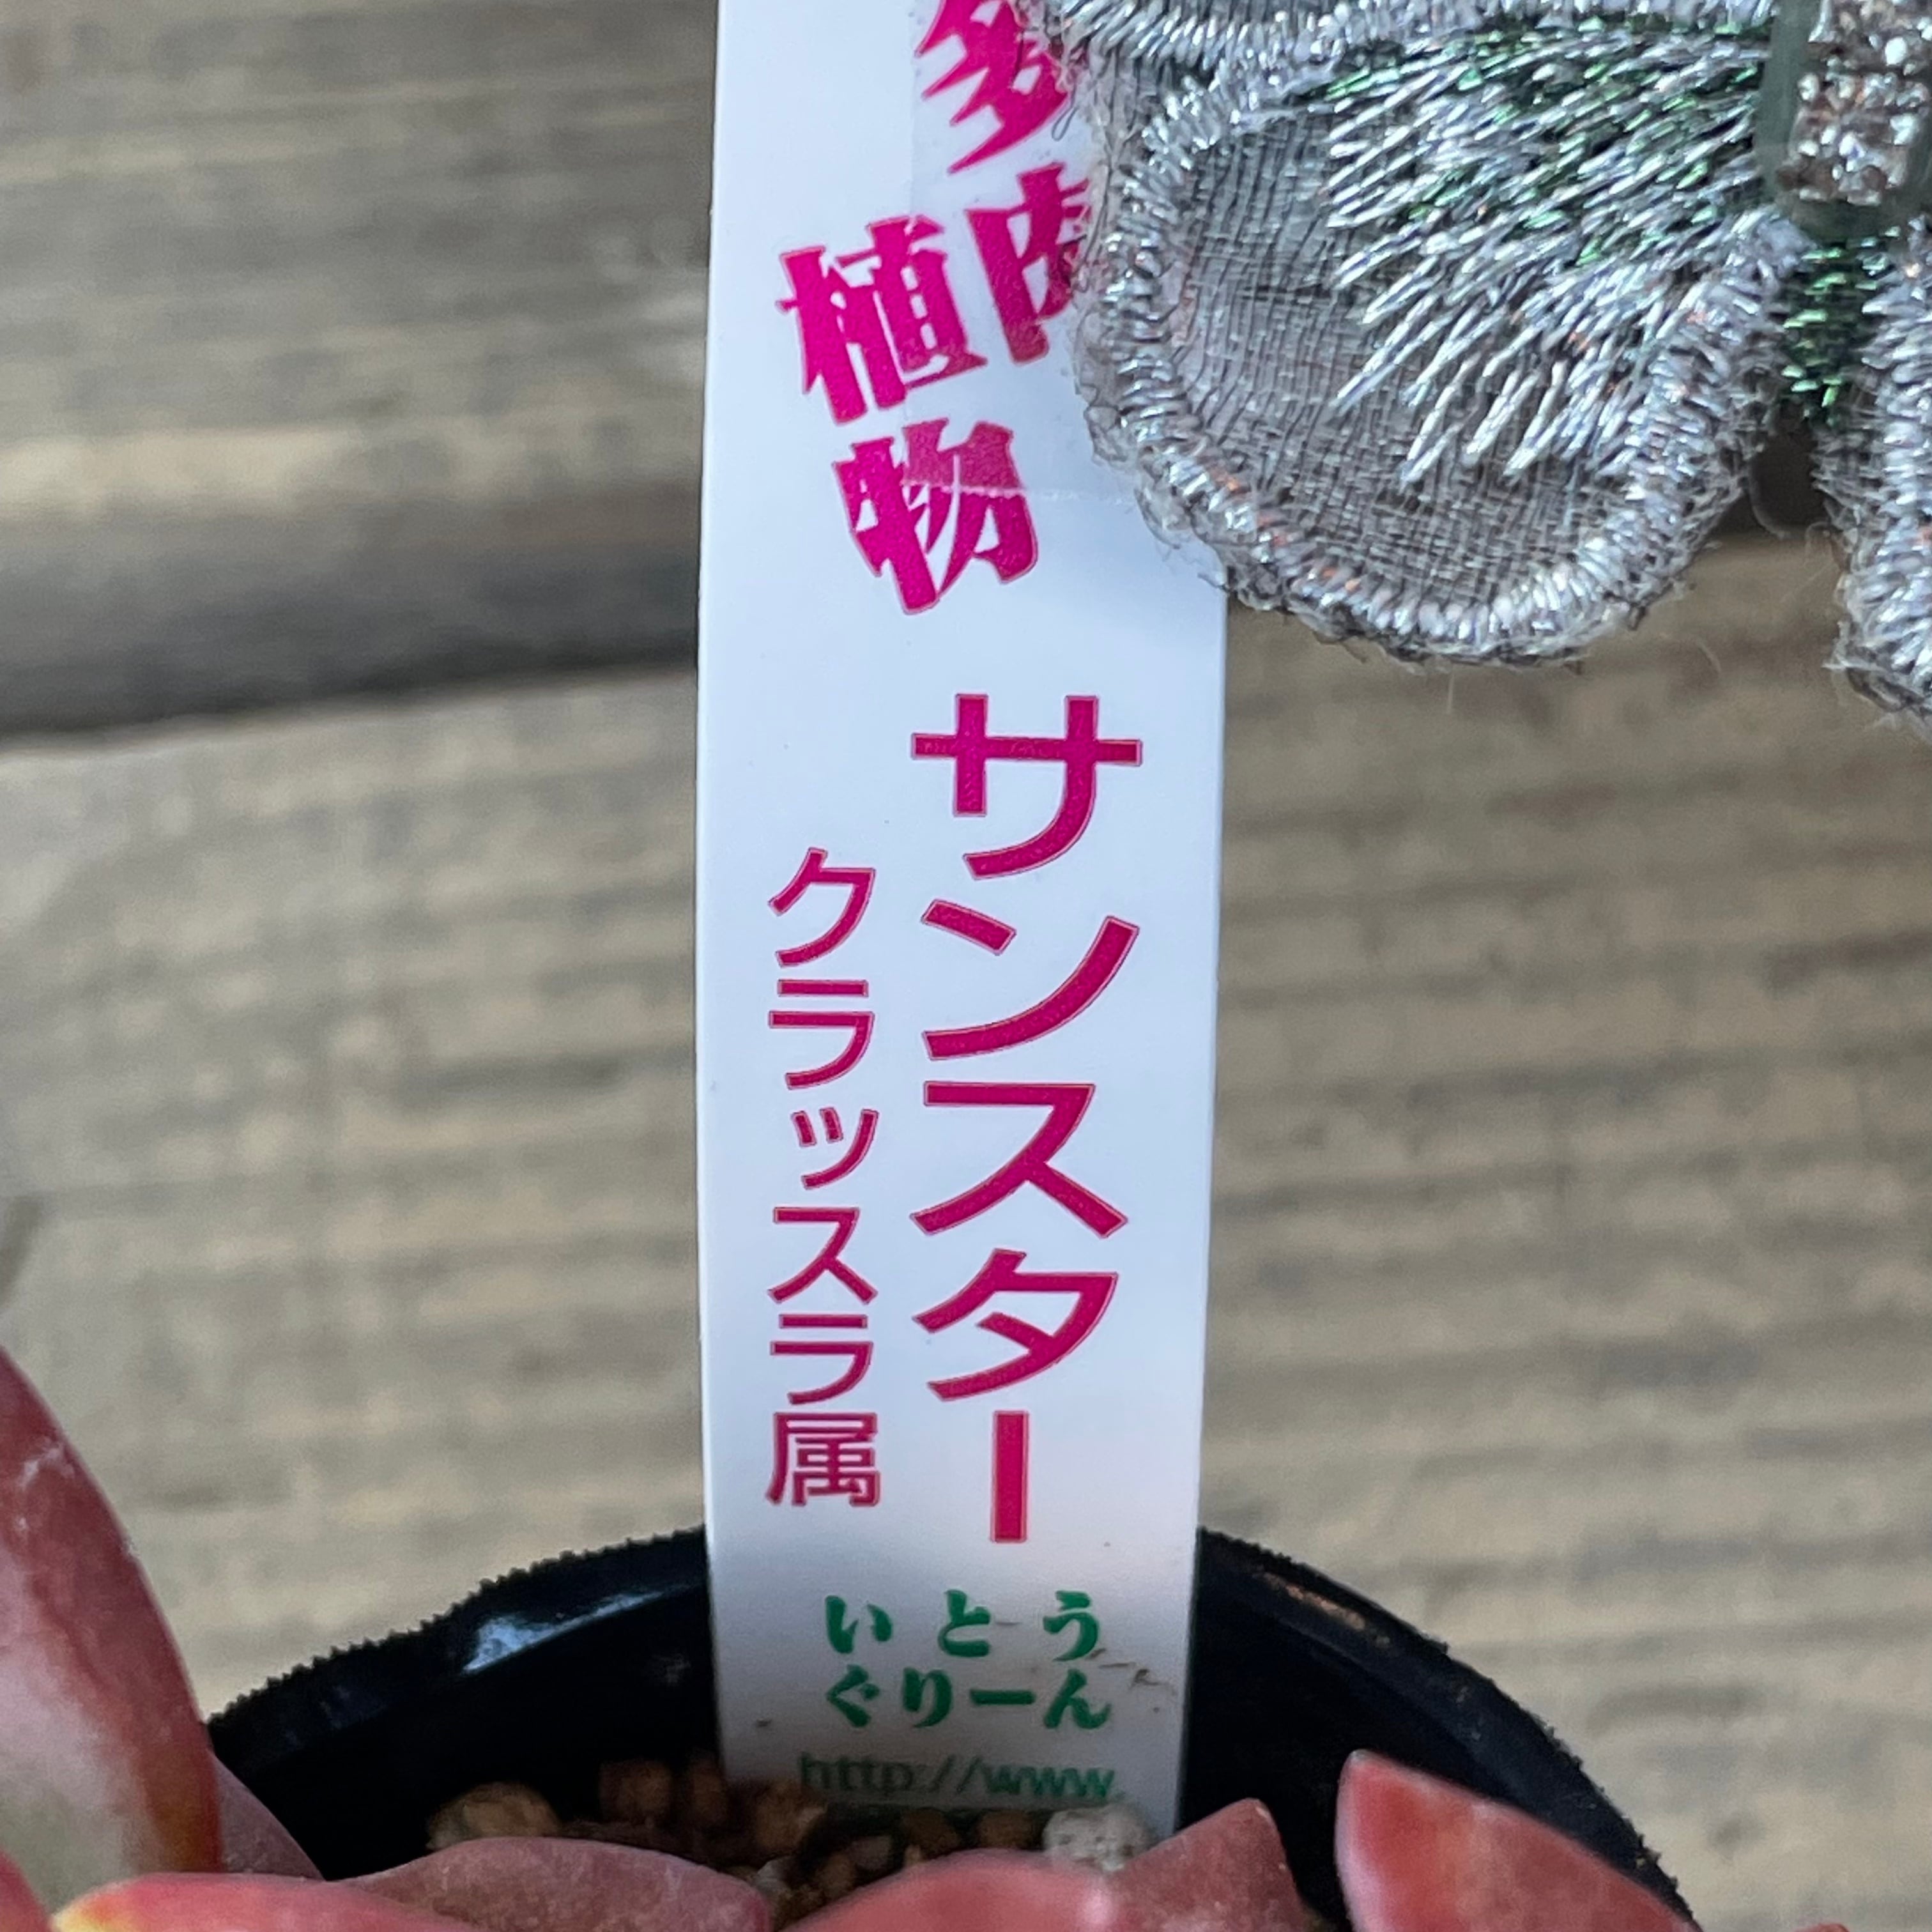 多肉
植物
サンスター
クラッスラ属
いとう
ぐりーん
http://www.